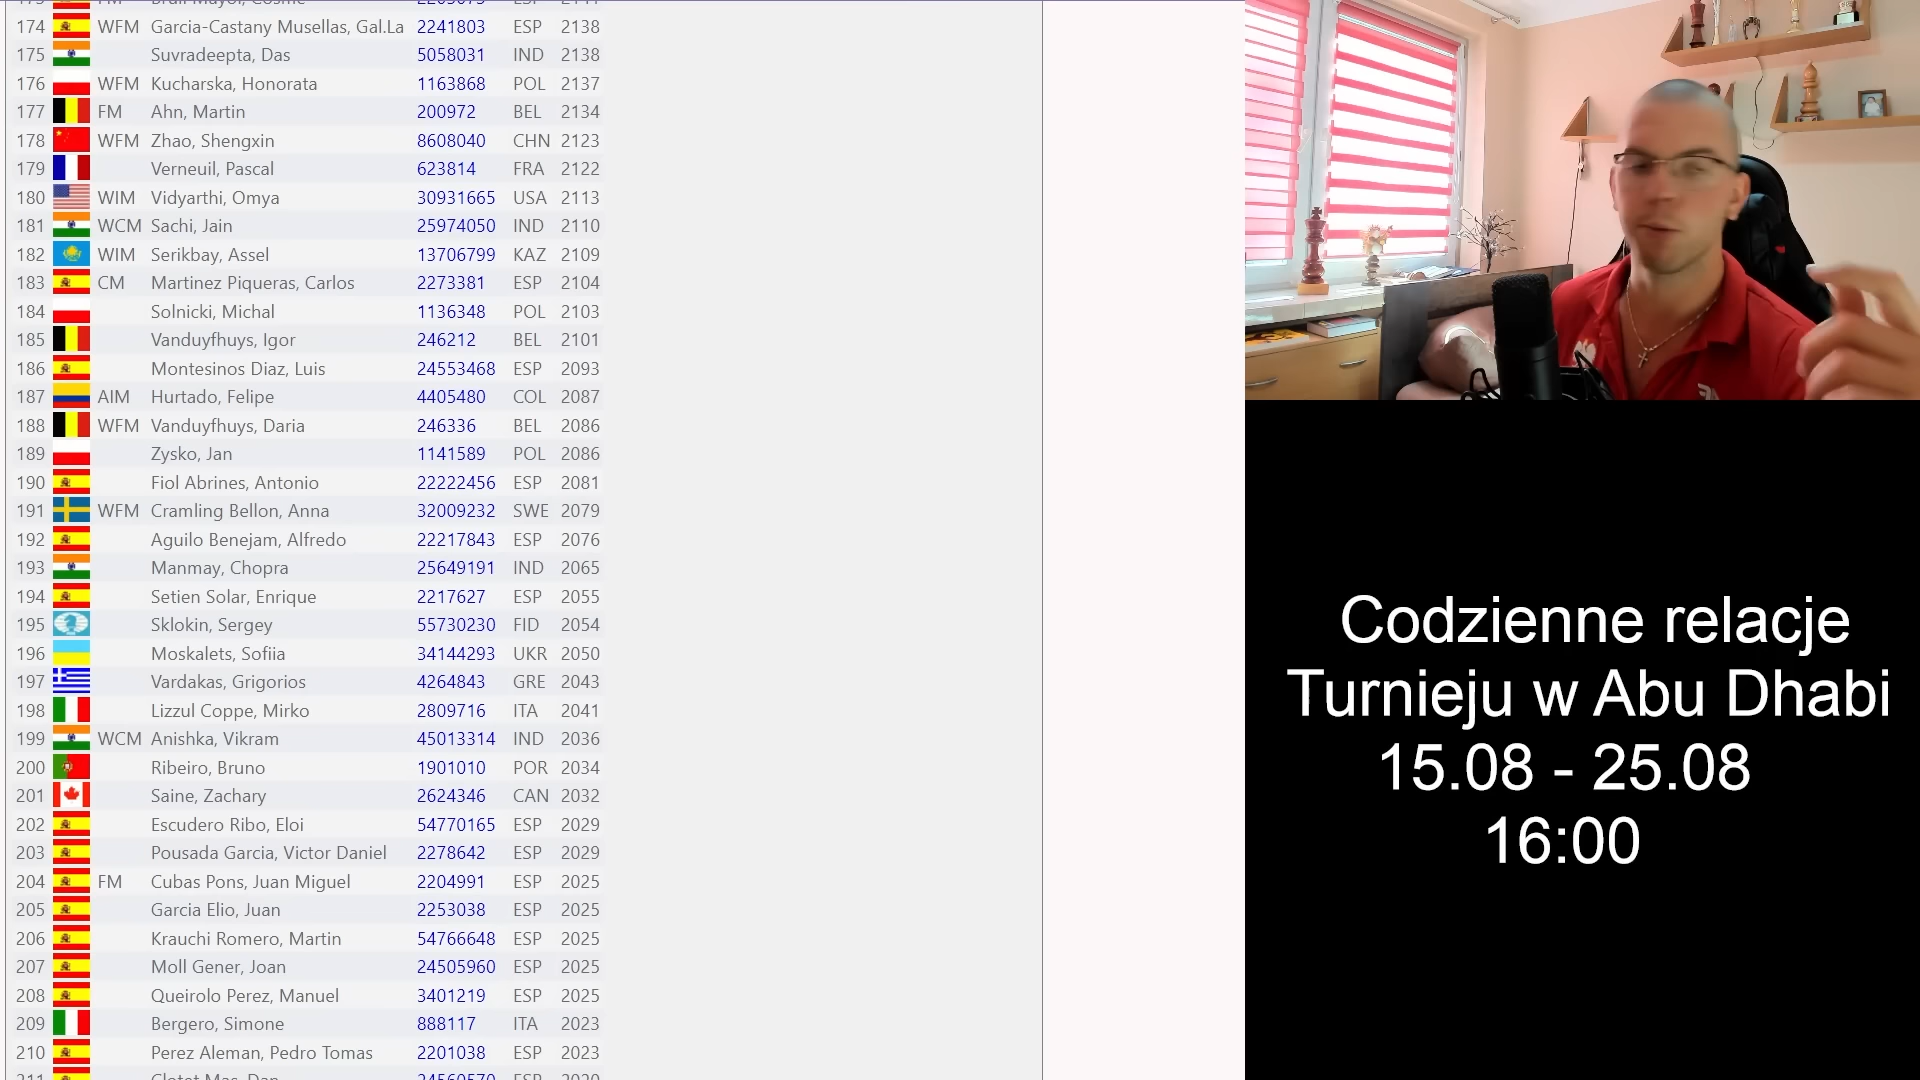 174 WFM Garcia-Castany Musellas, Gal.La 2241803 ESP 2138
175 Suvradeepta, Das 5058031 IND 2138
176 WFM Kucharska, Honorata 1163868 POL 2137
177 FM Ahn, Martin 200972 BEL 2134
178 WFM Zhao, Shengxin 8608040 CHN 2123
179 Verneuil, Pascal 623814 FRA 2122
180 WIM Vidyarthi, Omya 30931665 USA 2113
181 WCM Sachi, Jain 25974050 IND 2110
182 WIM Serikbay, Assel 13706799 KAZ 2109
183 CM Martinez Piqueras, Carlos 2273381 ESP 2104
184 Solnicki, Michal 1136348 POL 2103
185 Vanduyfhuys, Igor 246212 BEL 2101
186 Montesinos Diaz, Luis 24553468 ESP 2093
187 AIM Hurtado, Felipe 4405480 COL 2087
188 WFM Vanduyfhuys, Daria 246336 BEL 2086
189 Zysko, Jan 1141589 POL 2086
190 Fiol Abrines, Antonio 22222456 ESP 2081
191 WFM Cramling Bellon, Anna 32009232 SWE 2079
192 Aguilo Benejam, Alfredo 22217843 ESP 2076
193 Manmay, Chopra 25649191 IND 2065
194 Setien Solar, Enrique 2217627 ESP 2055
195 Sklokin, Sergey 55730230 FID 2054
196 Moskalets, Sofiia 34144293 UKR 2050
197 Vardakas, Grigorios 4264843 GRE 2043
198 Lizzul Coppe, Mirko 2809716 ITA 2041
199 WCM Anishka, Vikram 45013314 IND 2036
200 Ribeiro, Bruno 1901010 POR 2034
201 Saine, Zachary 2624346 CAN 2032
202 Escudero Ribo, Eloi 54770165 ESP 2029
203 Pousada Garcia, Victor Daniel 2278642 ESP 2029
204 FM Cubas Pons, Juan Miguel 2204991 ESP 2025
205 Garcia Elio, Juan 2253038 ESP 2025
206 Krauchi Romero, Martin 54766648 ESP 2025
207 Moll Gener, Joan 24505960 ESP 2025
208 Queirolo Perez, Manuel 3401219 ESP 2025
209 Bergero, Simone 888117 ITA 2023
210 Perez Aleman, Pedro Tomas 2201038 ESP 2023
Codzienne relacje
Turnieju w Abu Dhabi
15.08 - 25.08
16:00